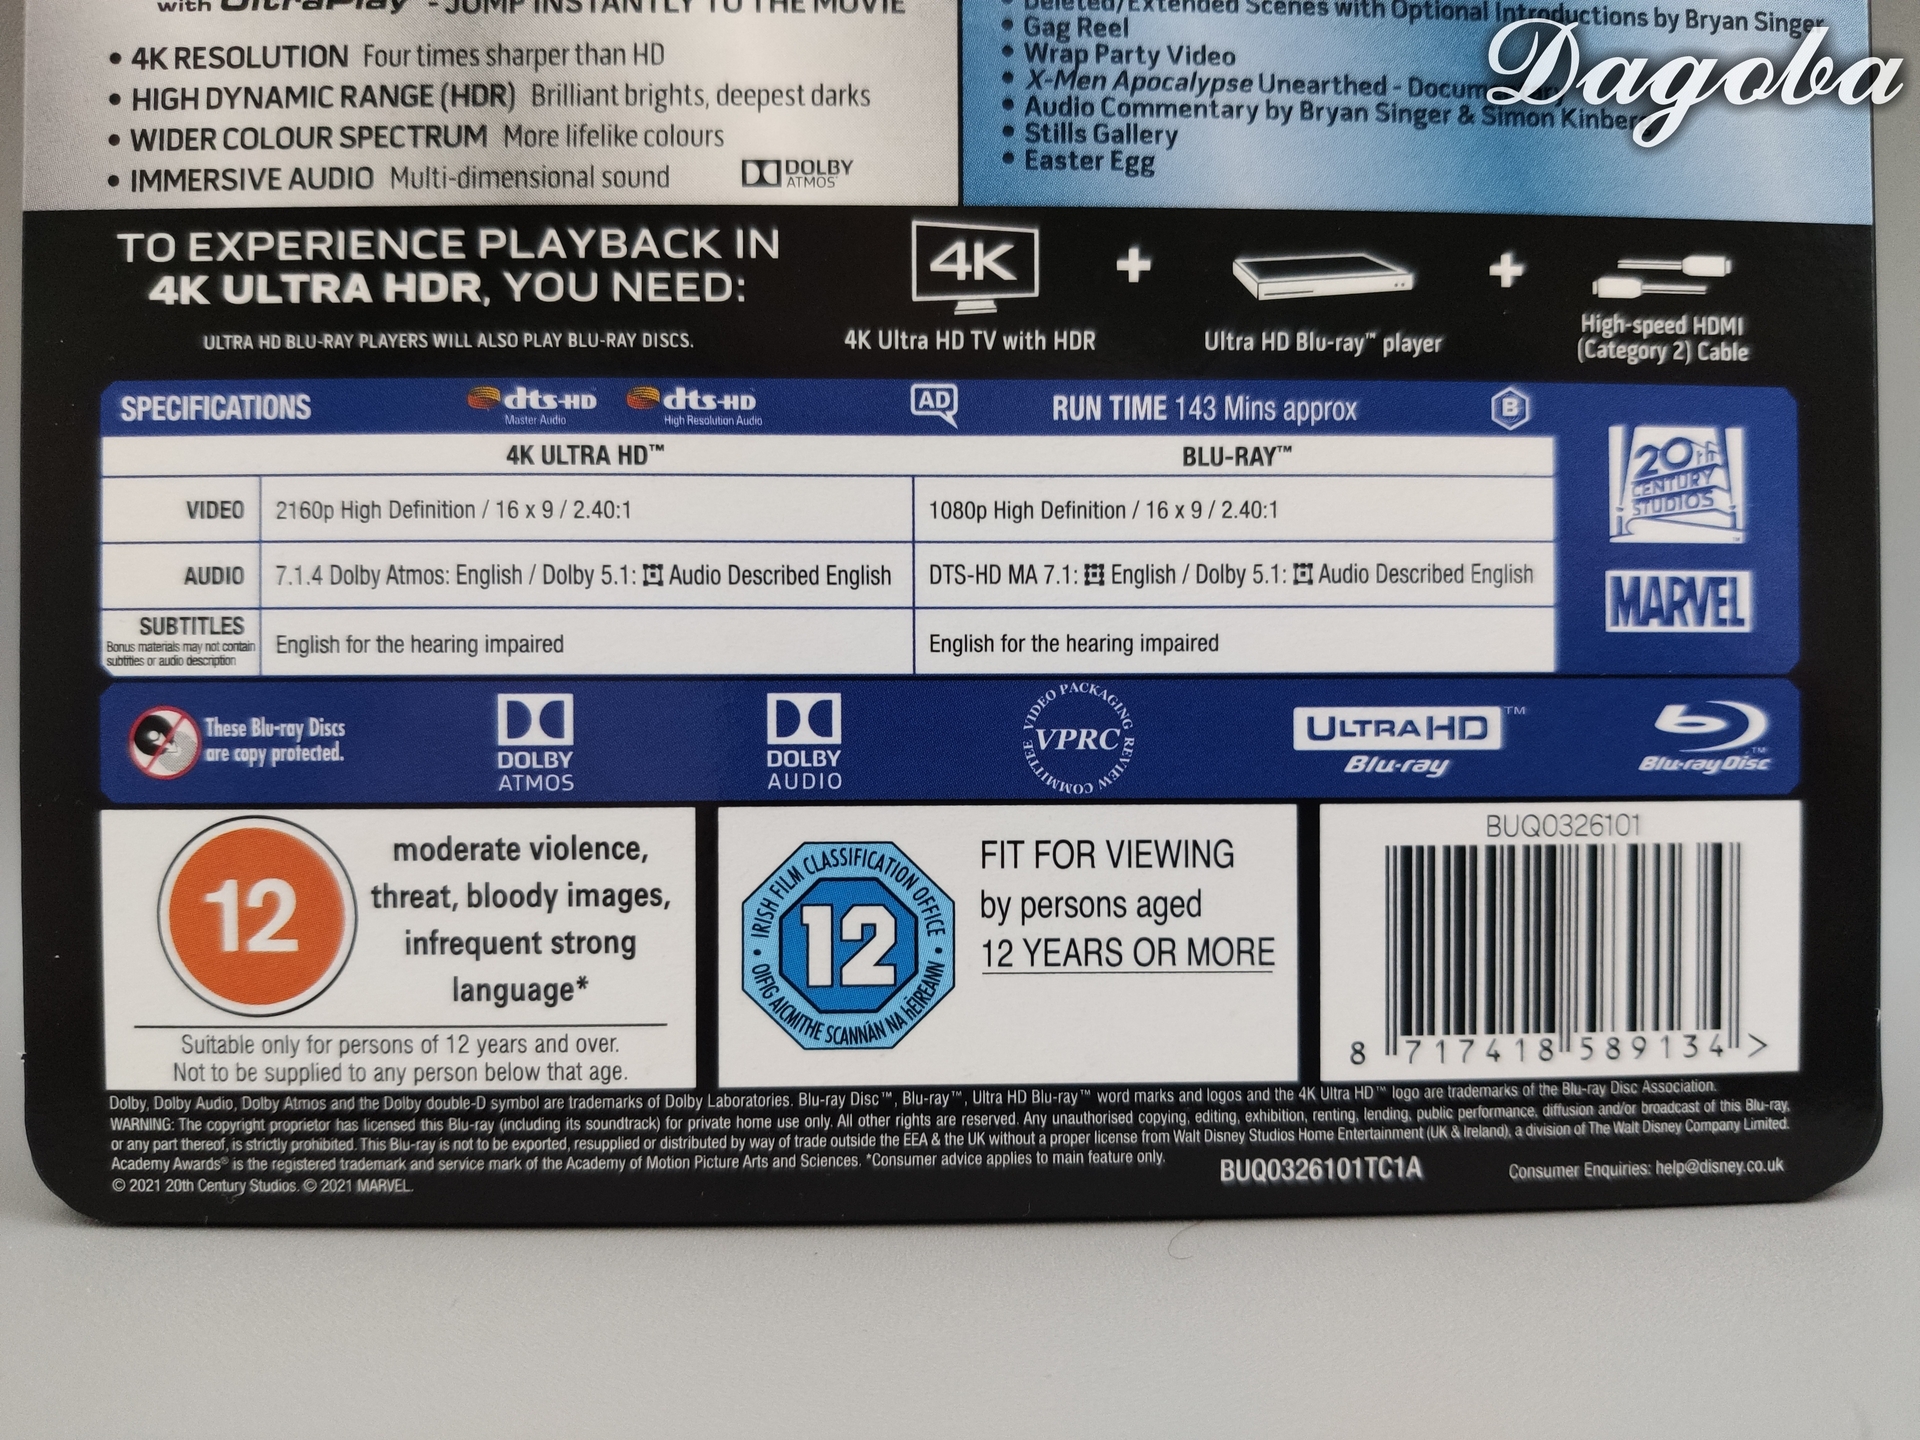 with UltraPlay - JUMP INSTANTLY TO THE MOVIE
• 4K RESOLUTION Four times sharper than HD
• HIGH DYNAMIC RANGE (HDR) Brilliant brights, deepest darks
• WIDER COLOUR SPECTRUM More lifelike colours
• IMMERSIVE AUDIO Multi-dimensional sound
DOLBY
ATMOS
• Deleted/Extended Scenes with Optional Introductions by Bryan Singer
• Gag Reel
• Wrap Party Video
• X-Men Apocalypse Unearthed - Documentary
• Audio Commentary by Bryan Singer & Simon Kinberg
• Stills Gallery
• Easter Egg
Dagoba
TO EXPERIENCE PLAYBACK IN
4K ULTRA HDR, YOU NEED:
ULTRA HD BLU-RAY PLAYERS WILL ALSO PLAY BLU-RAY DISCS.
4K
4K Ultra HD TV with HDR
+
Ultra HD Blu-ray™ player
+
High-speed HDMI
(Category 2) Cable
SPECIFICATIONS
dts-HD
Master Audio
dts-HD
High Resolution Audio
AD
RUN TIME 143 Mins approx
B
4K ULTRA HD™
BLU-RAY™
VIDEO
2160p High Definition / 16 x 9 / 2.40:1
1080p High Definition / 16 x 9 / 2.40:1
AUDIO
7.1.4 Dolby Atmos: English / Dolby 5.1: Audio Described English
DTS-HD MA 7.1: English / Dolby 5.1: Audio Described English
SUBTITLES
Bonus materials may not contain
subtitles or audio description
English for the hearing impaired
English for the hearing impaired
20th
CENTURY
STUDIOS
MARVEL
These Blu-ray Discs
are copy protected.
DOLBY
ATMOS
DOLBY
AUDIO
VIDEO PACKAGING REVIEW COMMITTEE
VPRC
ULTRA HD™
Blu-ray
Blu-ray Disc™
12
moderate violence,
threat, bloody images,
infrequent strong
language*
Suitable only for persons of 12 years and over.
Not to be supplied to any person below that age.
• IRISH FILM CLASSIFICATION OFFICE •
12
OIFIG AICMITHE SCANNÁN NA hÉIREANN
FIT FOR VIEWING
by persons aged
12 YEARS OR MORE
BUQ0326101
8 717418 589134 >
Dolby, Dolby Audio, Dolby Atmos and the Dolby double-D symbol are trademarks of Dolby Laboratories. Blu-ray Disc™, Blu-ray™, Ultra HD Blu-ray™ word marks and logos and the 4K Ultra HD™ logo are trademarks of the Blu-ray Disc Association.
WARNING: The copyright proprietor has licensed this Blu-ray (including its soundtrack) for private home use only. All other rights are reserved. Any unauthorised copying, editing, exhibition, renting, lending, public performance, diffusion and/or broadcast of this Blu-ray,
or any part thereof, is strictly prohibited. This Blu-ray is not to be exported, resupplied or distributed by way of trade outside the EEA & the UK without a proper license from Walt Disney Studios Home Entertainment (UK & Ireland), a division of The Walt Disney Company Limited.
Academy Awards® is the registered trademark and service mark of the Academy of Motion Picture Arts and Sciences. *Consumer advice applies to main feature only.
© 2021 20th Century Studios. © 2021 MARVEL.
BUQ0326101TC1A
Consumer Enquiries: help@disney.co.uk